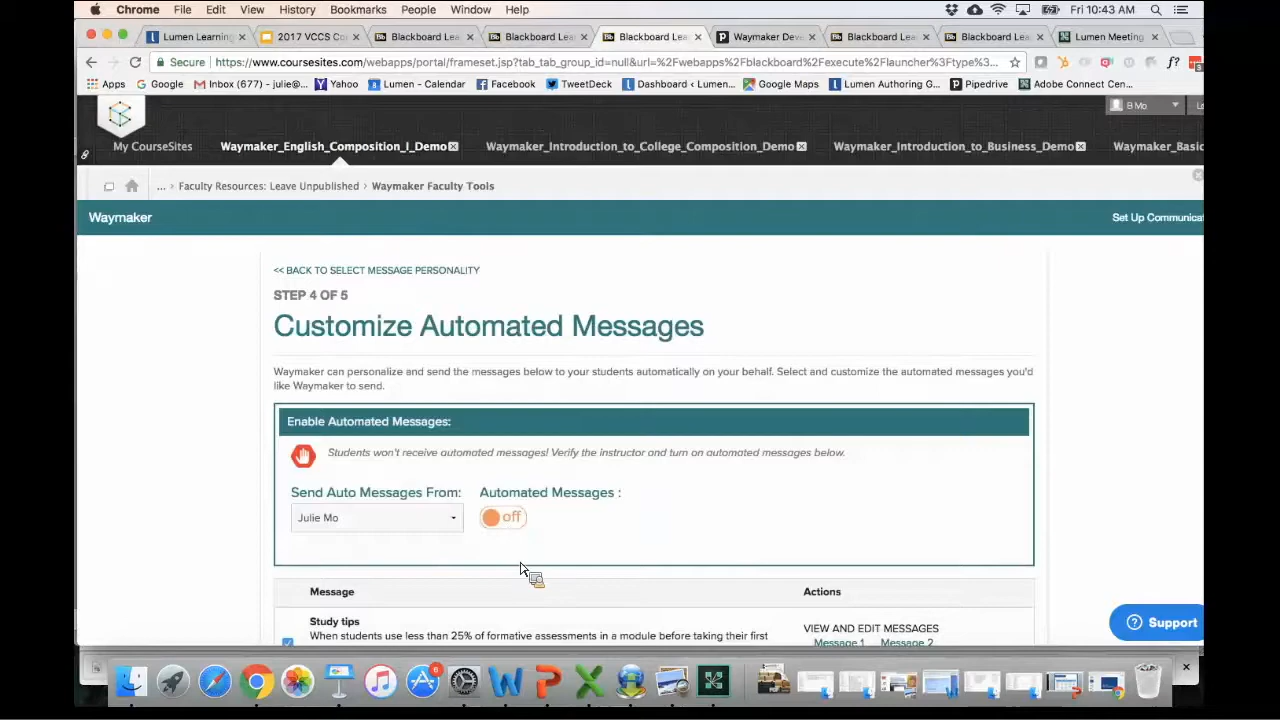 Chrome File Edit View History Bookmarks People Window Help Fri 10:43 AM
Lumen Learning 2017 VCCS Co Blackboard Lea Blackboard Lea Blackboard Lea Waymaker Dev Blackboard Lea Blackboard Lea Lumen Meeting
Secure https://www.coursesites.com/webapps/portal/frameset.jsp?tab_tab_group_id=null&url=%2Fwebapps%2Fblackboard%2Fexecute%2Flauncher%3Ftype%3...
Apps Google Inbox (677) - julie@... Yahoo Lumen - Calendar Facebook TweetDeck Dashboard ‹ Lumen... Google Maps Lumen Authoring G... Pipedrive Adobe Connect Cen...
B Mo
My CourseSites Waymaker_English_Composition_I_Demo Waymaker_Introduction_to_College_Composition_Demo Waymaker_Introduction_to_Business_Demo Waymaker_Basic
... > Faculty Resources: Leave Unpublished > Waymaker Faculty Tools
Waymaker Set Up Communicat
<< BACK TO SELECT MESSAGE PERSONALITY
STEP 4 OF 5
Customize Automated Messages
Waymaker can personalize and send the messages below to your students automatically on your behalf. Select and customize the automated messages you'd
like Waymaker to send.
Enable Automated Messages:
Students won't receive automated messages! Verify the instructor and turn on automated messages below.
Send Auto Messages From: Automated Messages :
Julie Mo off
Message Actions
Study tips
When students use less than 25% of formative assessments in a module before taking their first
VIEW AND EDIT MESSAGES
Message 1 Message 2
Support